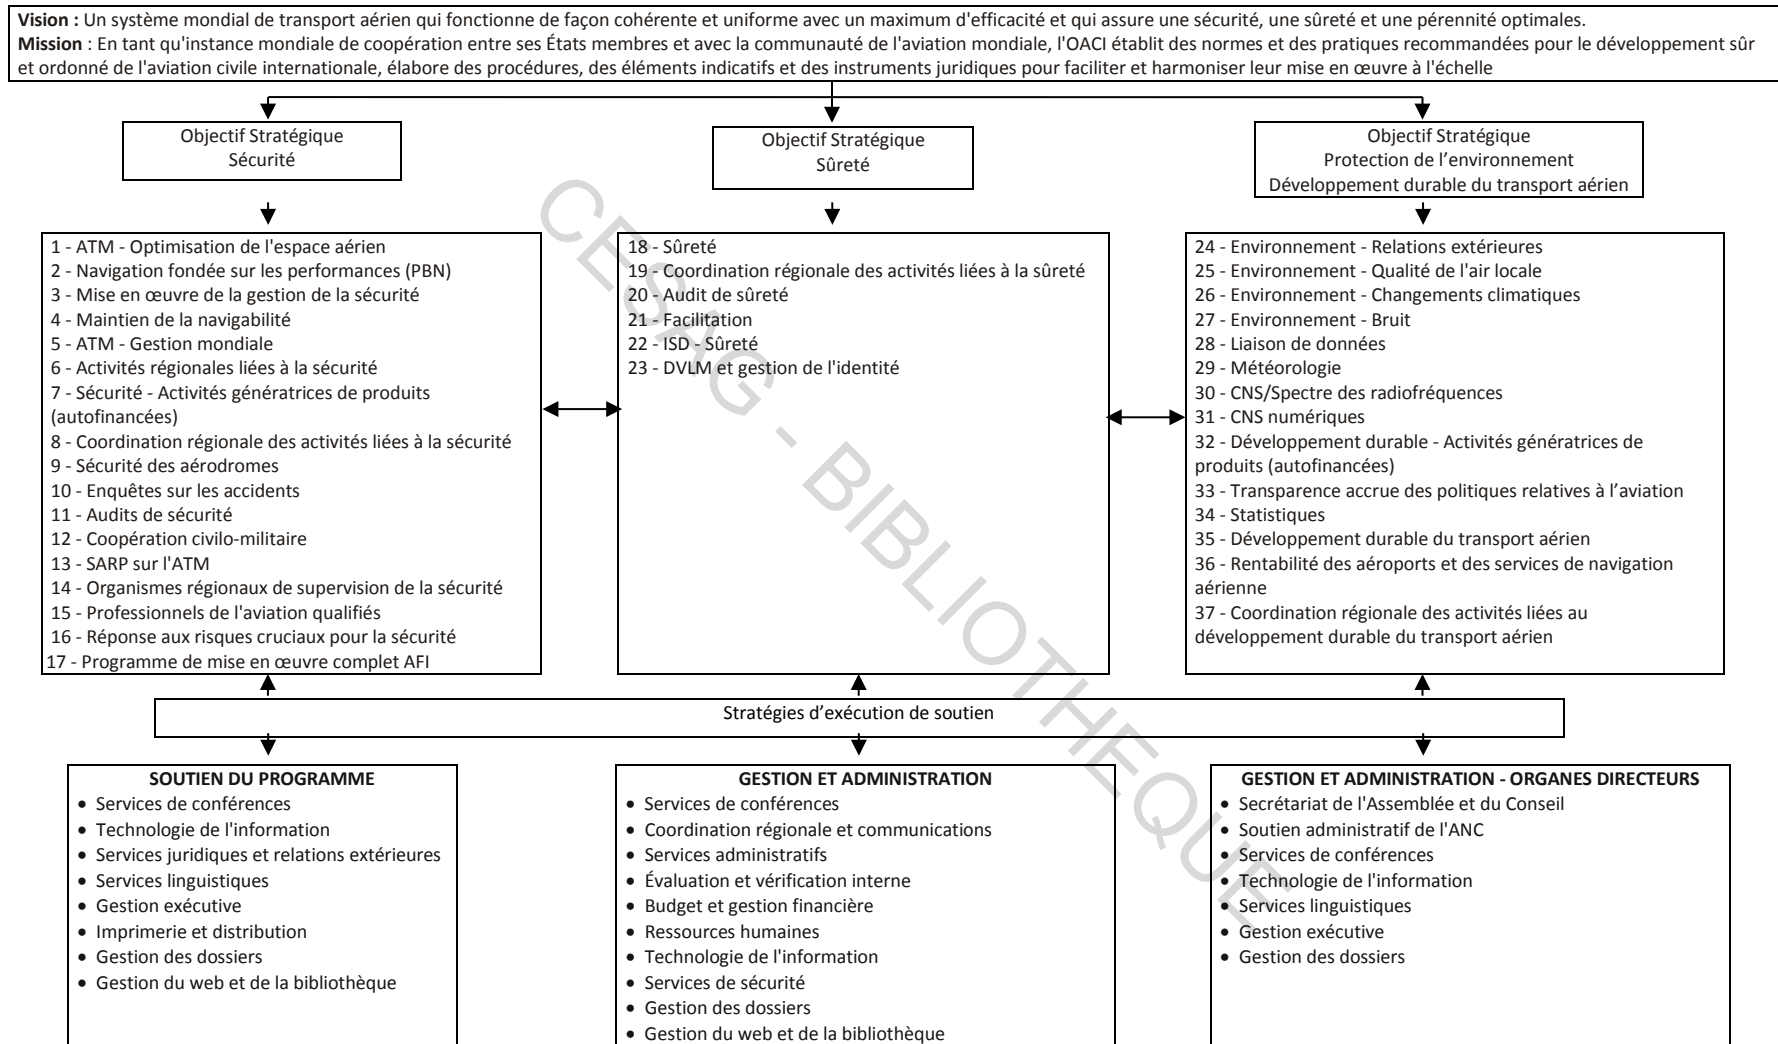 Vision : Un système mondial de transport aérien qui fonctionne de façon cohérente et uniforme avec un maximum d'efficacité et qui assure une sécurité, une sûreté et une pérennité optimales.
Mission : En tant qu'instance mondiale de coopération entre ses États membres et avec la communauté de l'aviation mondiale, l'OACI établit des normes et des pratiques recommandées pour le développement sûr
et ordonné de l'aviation civile internationale, élabore des procédures, des éléments indicatifs et des instruments juridiques pour faciliter et harmoniser leur mise en œuvre à l'échelle
Objectif Stratégique
Sécurité
Objectif Stratégique
Sûreté
Objectif Stratégique
Protection de l’environnement
Développement durable du transport aérien
1 - ATM - Optimisation de l'espace aérien
2 - Navigation fondée sur les performances (PBN)
3 - Mise en œuvre de la gestion de la sécurité
4 - Maintien de la navigabilité
5 - ATM - Gestion mondiale
6 - Activités régionales liées à la sécurité
7 - Sécurité - Activités génératrices de produits
(autofinancées)
8 - Coordination régionale des activités liées à la sécurité
9 - Sécurité des aérodromes
10 - Enquêtes sur les accidents
11 - Audits de sécurité
12 - Coopération civilo-militaire
13 - SARP sur l'ATM
14 - Organismes régionaux de supervision de la sécurité
15 - Professionnels de l'aviation qualifiés
16 - Réponse aux risques cruciaux pour la sécurité
17 - Programme de mise en œuvre complet AFI
18 - Sûreté
19 - Coordination régionale des activités liées à la sûreté
20 - Audit de sûreté
21 - Facilitation
22 - ISD - Sûreté
23 - DVLM et gestion de l'identité
24 - Environnement - Relations extérieures
25 - Environnement - Qualité de l'air locale
26 - Environnement - Changements climatiques
27 - Environnement - Bruit
28 - Liaison de données
29 - Météorologie
30 - CNS/Spectre des radiofréquences
31 - CNS numériques
32 - Développement durable - Activités génératrices de
produits (autofinancées)
33 - Transparence accrue des politiques relatives à l’aviation
34 - Statistiques
35 - Développement durable du transport aérien
36 - Rentabilité des aéroports et des services de navigation
aérienne
37 - Coordination régionale des activités liées au
développement durable du transport aérien
Stratégies d’exécution de soutien
SOUTIEN DU PROGRAMME
• Services de conférences
• Technologie de l'information
• Services juridiques et relations extérieures
• Services linguistiques
• Gestion exécutive
• Imprimerie et distribution
• Gestion des dossiers
• Gestion du web et de la bibliothèque
GESTION ET ADMINISTRATION
• Services de conférences
• Coordination régionale et communications
• Services administratifs
• Évaluation et vérification interne
• Budget et gestion financière
• Ressources humaines
• Technologie de l'information
• Services de sécurité
• Gestion des dossiers
• Gestion du web et de la bibliothèque
GESTION ET ADMINISTRATION - ORGANES DIRECTEURS
• Secrétariat de l'Assemblée et du Conseil
• Soutien administratif de l'ANC
• Services de conférences
• Technologie de l'information
• Services linguistiques
• Gestion exécutive
• Gestion des dossiers
CESAG - BIBLIOTHEQUE